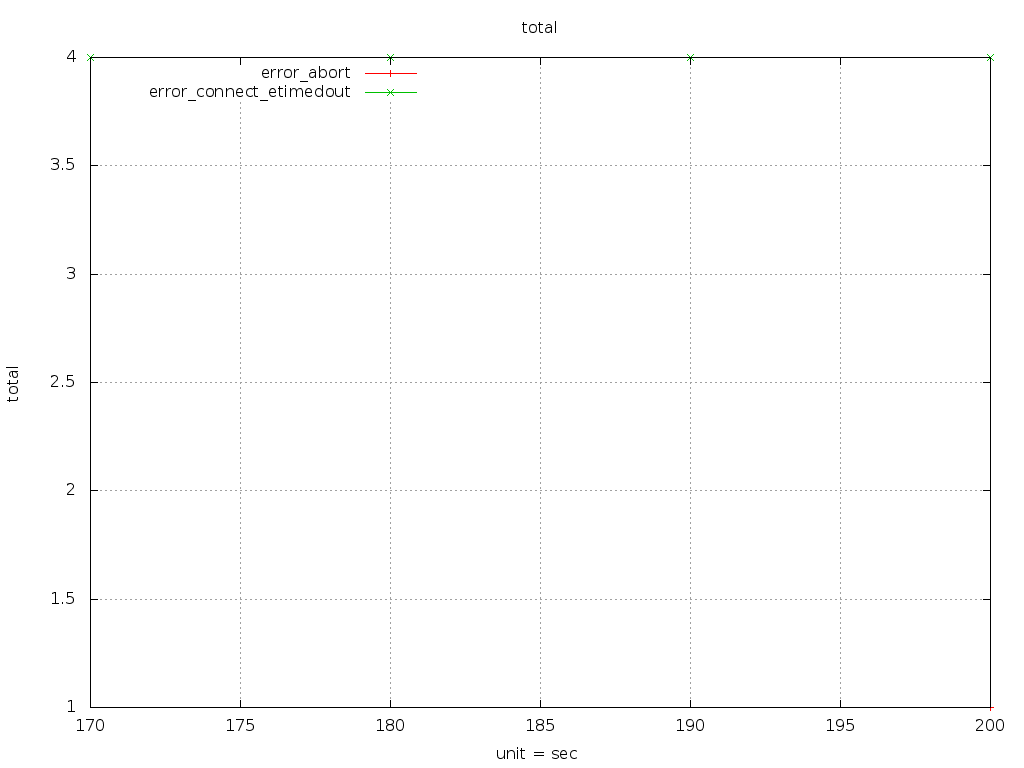 total
4
error_abort
error_connect_etimedout
3.5
3
2.5
total
2
1.5
1
170 175 180 185 190 195 200
unit = sec